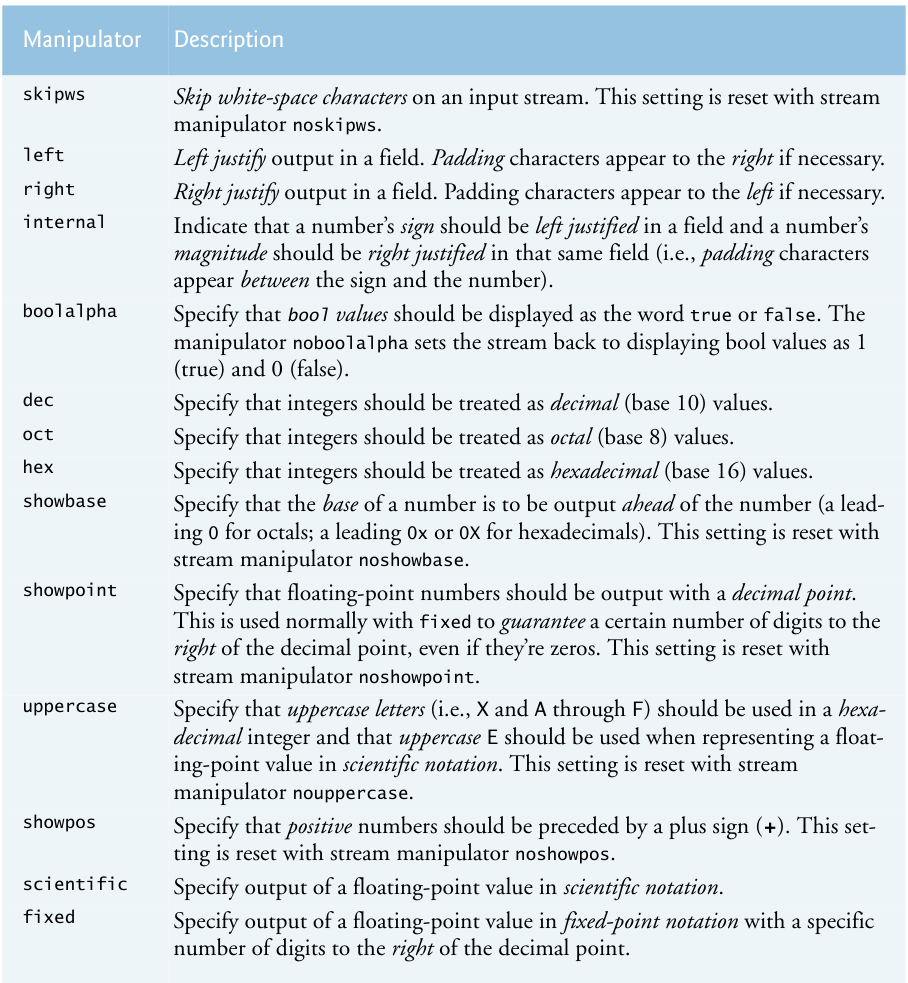 Manipulator Description
skipws Skip white-space characters on an input stream. This setting is reset with stream
manipulator noskipws.
left Left justify output in a field. Padding characters appear to the right if necessary.
right Right justify output in a field. Padding characters appear to the left if necessary.
internal Indicate that a number’s sign should be left justified in a field and a number’s
magnitude should be right justified in that same field (i.e., padding characters
appear between the sign and the number).
boolalpha Specify that bool values should be displayed as the word true or false. The
manipulator noboolalpha sets the stream back to displaying bool values as 1
(true) and 0 (false).
dec Specify that integers should be treated as decimal (base 10) values.
oct Specify that integers should be treated as octal (base 8) values.
hex Specify that integers should be treated as hexadecimal (base 16) values.
showbase Specify that the base of a number is to be output ahead of the number (a lead-
ing 0 for octals; a leading 0x or 0X for hexadecimals). This setting is reset with
stream manipulator noshowbase.
showpoint Specify that floating-point numbers should be output with a decimal point.
This is used normally with fixed to guarantee a certain number of digits to the
right of the decimal point, even if they’re zeros. This setting is reset with
stream manipulator noshowpoint.
uppercase Specify that uppercase letters (i.e., X and A through F) should be used in a hexa-
decimal integer and that uppercase E should be used when representing a float-
ing-point value in scientific notation. This setting is reset with stream
manipulator nouppercase.
showpos Specify that positive numbers should be preceded by a plus sign (+). This set-
ting is reset with stream manipulator noshowpos.
scientific Specify output of a floating-point value in scientific notation.
fixed Specify output of a floating-point value in fixed-point notation with a specific
number of digits to the right of the decimal point.